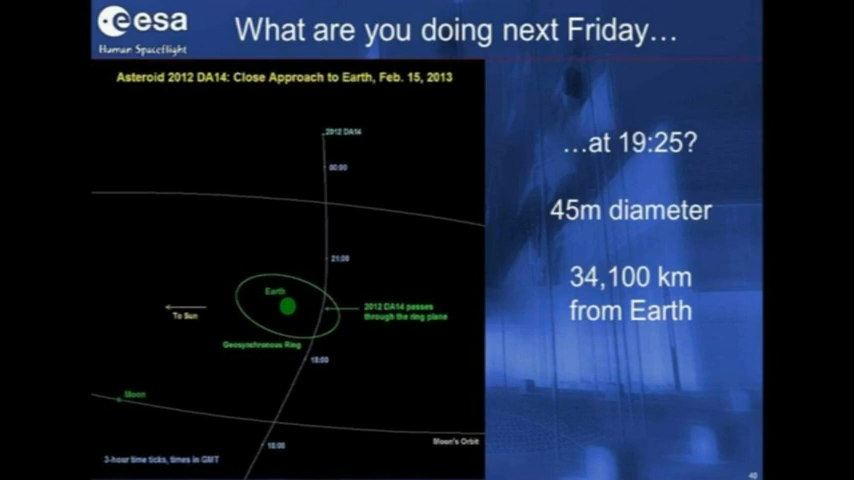 esa
Human Spaceflight
What are you doing next Friday...
Asteroid 2012 DA14: Close Approach to Earth, Feb. 15, 2013
2012 DA14
00:00
21:00
Earth
To Sun
2012 DA14 passes
through the ring plane
Geosynchronous Ring
18:00
Moon
Moon's Orbit
15:00
3-hour time ticks, times in GMT
...at 19:25?
45m diameter
34,100 km
from Earth
40